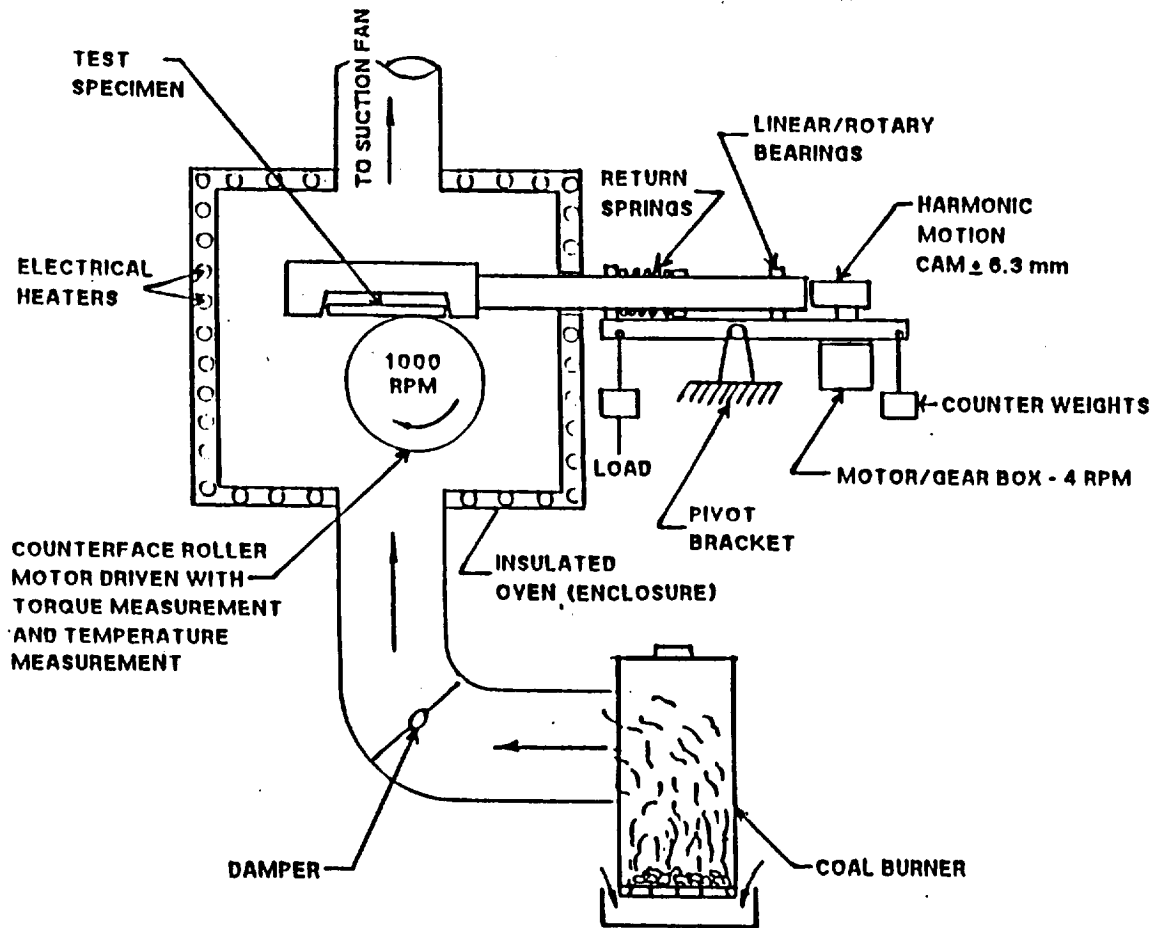 TEST
SPECIMEN
TO SUCTION FAN
LINEAR/ROTARY
BEARINGS
RETURN
SPRINGS
HARMONIC
MOTION
CAM ± 6.3 mm
ELECTRICAL
HEATERS
1000
RPM
COUNTER WEIGHTS
LOAD
MOTOR/GEAR BOX - 4 RPM
PIVOT
BRACKET
COUNTERFACE ROLLER
MOTOR DRIVEN WITH
TORQUE MEASUREMENT
AND TEMPERATURE
MEASUREMENT
INSULATED
OVEN (ENCLOSURE)
DAMPER
COAL BURNER